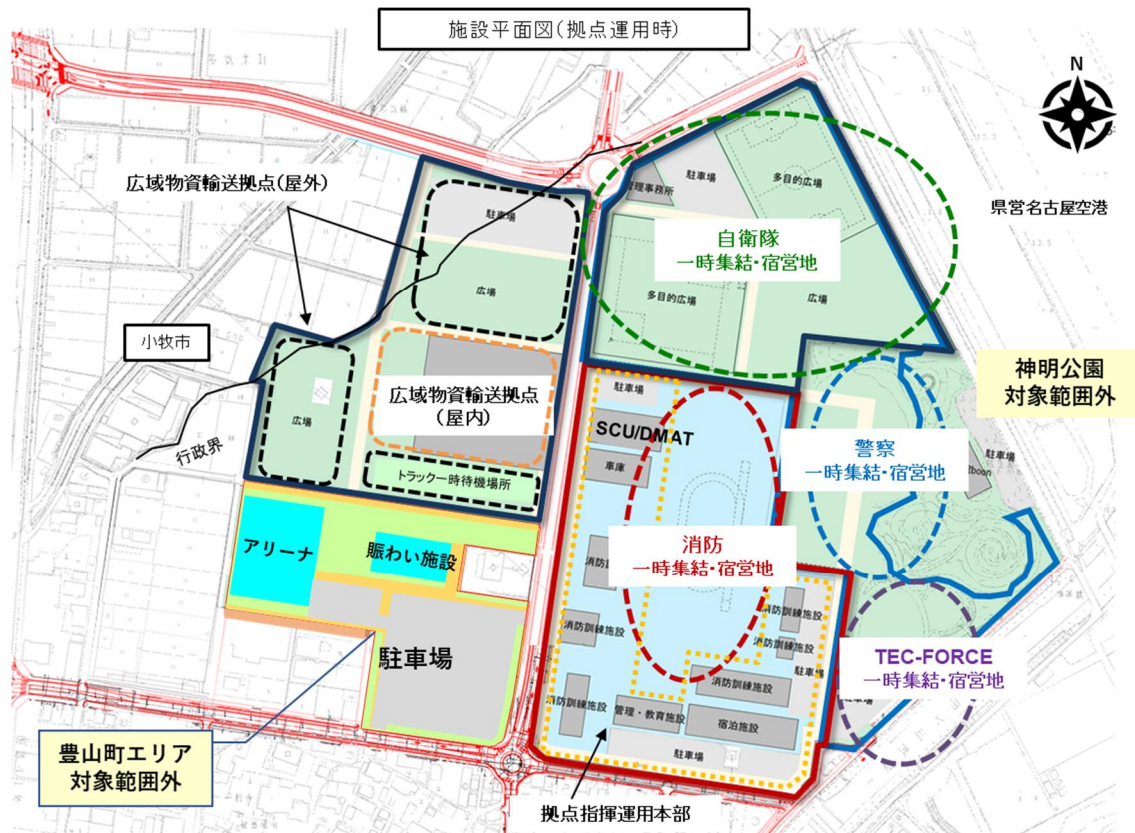 施設平面図(拠点運用時)
N
広域物資輸送拠点(屋外)
駐車場
管理事務所
駐車場
多目的広場
県営名古屋空港
自衛隊
一時集結・宿営地
広場
多目的広場
広場
小牧市
広域物資輸送拠点
(屋内)
駐車場
神明公園
対象範囲外
広場
SCU/DMAT
行政界
警察
一時集結・宿営地
駐車場
tboon
車庫
トラック一時待機場所
アリーナ
賑わい施設
消防
一時集結・宿営地
消防訓練施設
消防訓練施設
消防訓練施設
消防訓練施設
駐車場
TEC-FORCE
一時集結・宿営地
駐車場
消防訓練施設
消防訓練施設
管理・教育施設
宿泊施設
駐車場
豊山町エリア
対象範囲外
拠点指揮運用本部